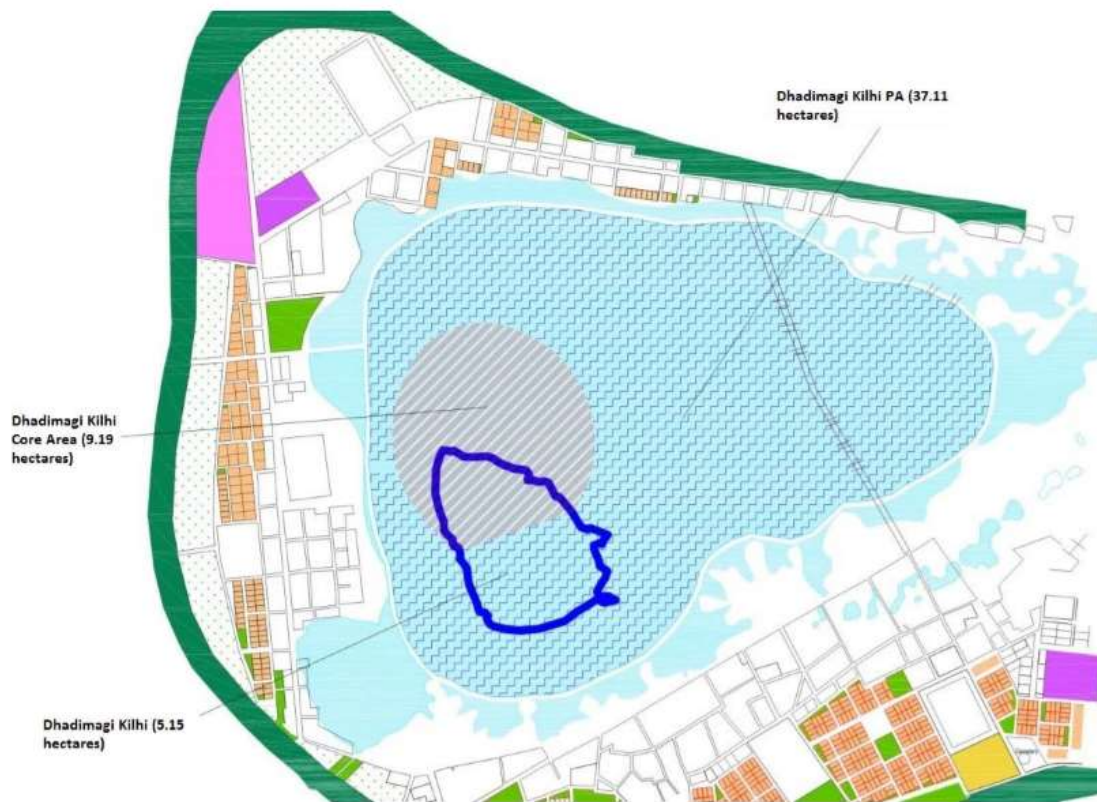 Dhadimagi Kilhi PA (37.11
hectares)
Dhadimagi Kilhi
Core Area (9.19
hectares)
Dhadimagi Kilhi (5.15
hectares)